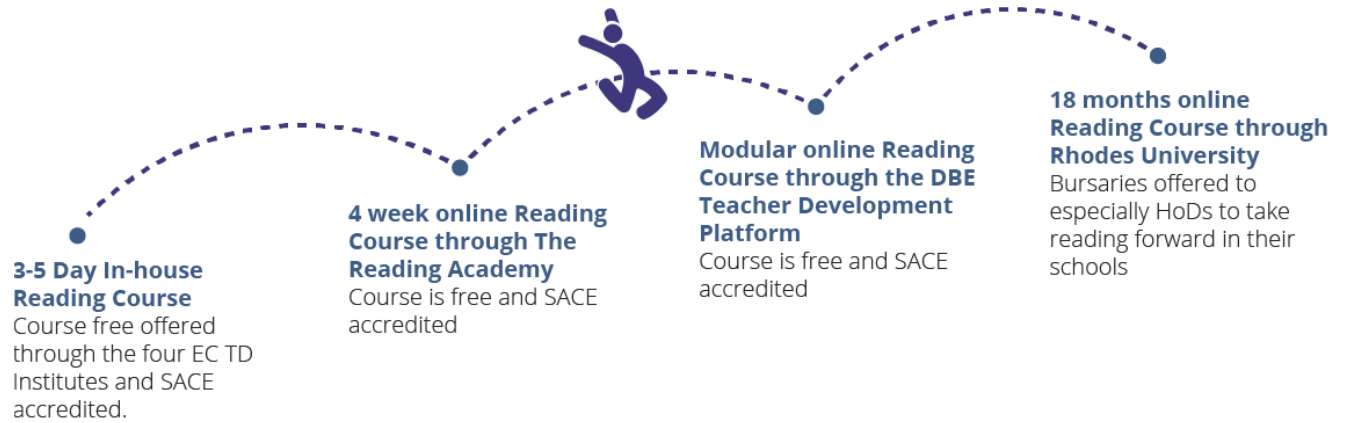 3-5 Day In-house
Reading Course
Course free offered
through the four EC TD
Institutes and SACE
accredited.
4 week online Reading
Course through The
Reading Academy
Course is free and SACE
accredited
Modular online Reading
Course through the DBE
Teacher Development
Platform
Course is free and SACE
accredited
18 months online
Reading Course through
Rhodes University
Bursaries offered to
especially HoDs to take
reading forward in their
schools